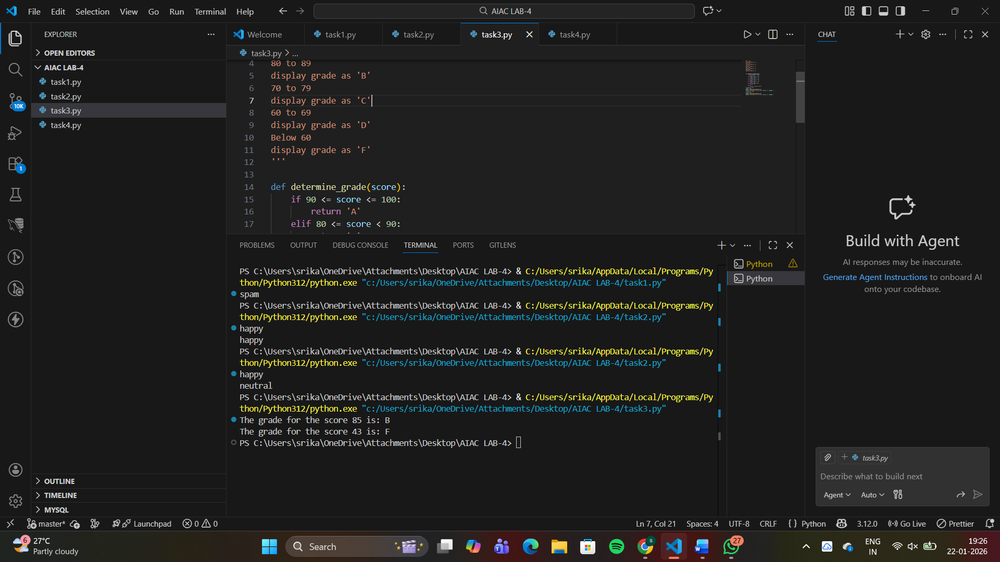 File Edit Selection View Go Run Terminal Help
AIAC LAB-4
EXPLORER
OPEN EDITORS
AIAC LAB-4
task1.py
task2.py
task3.py
task4.py
OUTLINE
TIMELINE
MYSQL
10K
1
Welcome
task1.py
task2.py
task3.py
task4.py
task3.py > ...
4 80 to 89
5 display grade as 'B'
6 70 to 79
7 display grade as 'C'
8 60 to 69
9 display grade as 'D'
10 Below 60
11 display grade as 'F'
12 '''
13
14 def determine_grade(score):
15 if 90 <= score <= 100:
16 return 'A'
17 elif 80 <= score < 90:
PROBLEMS OUTPUT DEBUG CONSOLE TERMINAL PORTS GITLENS
PS C:\Users\srika\OneDrive\Attachments\Desktop\AIAC LAB-4> & C:/Users/srika/AppData/Local/Programs/Py
thon/Python312/python.exe "c:/Users/srika/OneDrive/Attachments/Desktop/AIAC LAB-4/task1.py"
spam
PS C:\Users\srika\OneDrive\Attachments\Desktop\AIAC LAB-4> & C:/Users/srika/AppData/Local/Programs/Py
thon/Python312/python.exe "c:/Users/srika/OneDrive/Attachments/Desktop/AIAC LAB-4/task2.py"
happy
happy
PS C:\Users\srika\OneDrive\Attachments\Desktop\AIAC LAB-4> & C:/Users/srika/AppData/Local/Programs/Py
thon/Python312/python.exe "c:/Users/srika/OneDrive/Attachments/Desktop/AIAC LAB-4/task2.py"
happy
neutral
PS C:\Users\srika\OneDrive\Attachments\Desktop\AIAC LAB-4> & C:/Users/srika/AppData/Local/Programs/Py
thon/Python312/python.exe "c:/Users/srika/OneDrive/Attachments/Desktop/AIAC LAB-4/task3.py"
The grade for the score 85 is: B
The grade for the score 43 is: F
PS C:\Users\srika\OneDrive\Attachments\Desktop\AIAC LAB-4>
Python
Python
CHAT
Build with Agent
AI responses may be inaccurate.
Generate Agent Instructions to onboard AI
onto your codebase.
task3.py
Describe what to build next
Agent Auto
master* Launchpad 0 0
Ln 7, Col 21 Spaces: 4 UTF-8 CRLF { } Python 3.12.0 Go Live Prettier
6
27°C
Partly cloudy
Search
27
ENG
IN
19:26
22-01-2026